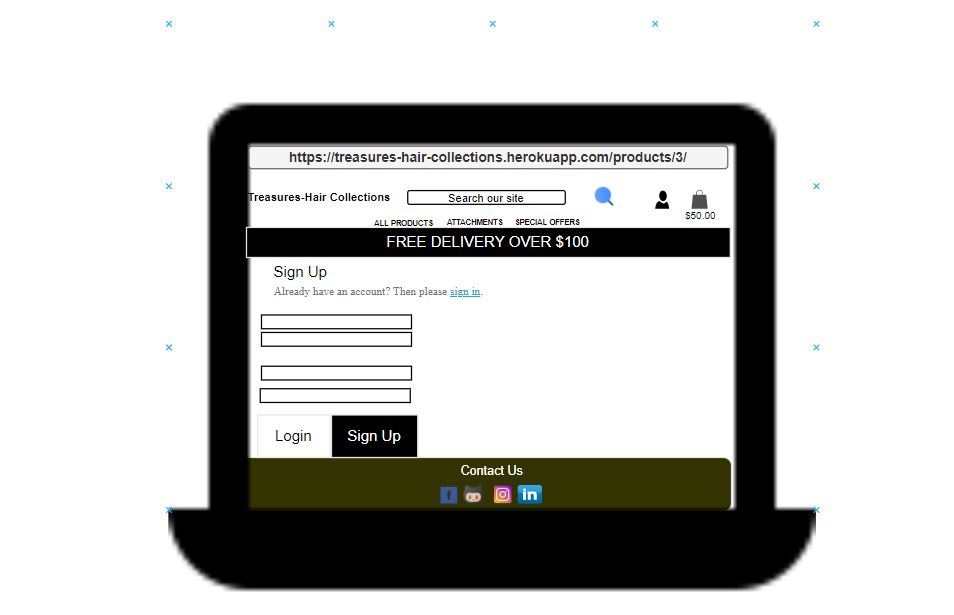 https://treasures-hair-collections.herokuapp.com/products/3/
Treasures-Hair Collections
Search our site
$50.00
ALL PRODUCTS ATTACHMENTS SPECIAL OFFERS
FREE DELIVERY OVER $100
Sign Up
Already have an account? Then please sign in.
Login Sign Up
Contact Us
f in